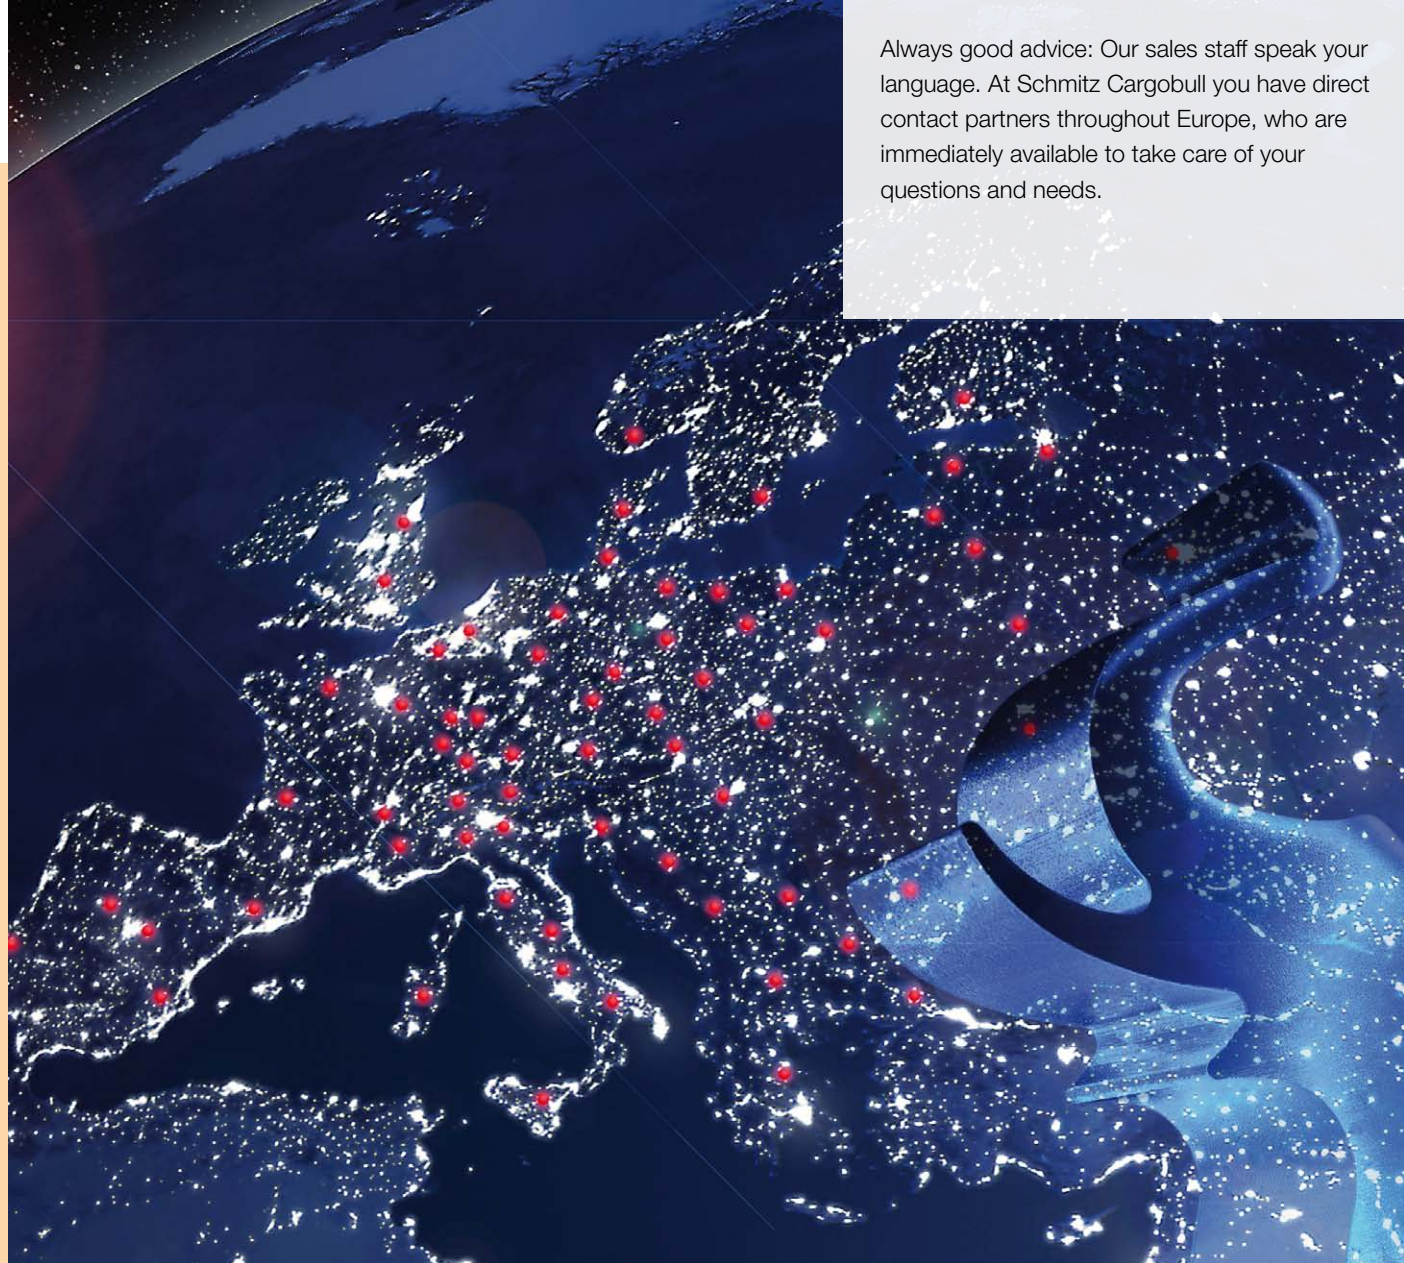 Always good advice: Our sales staff speak your
language. At Schmitz Cargobull you have direct
contact partners throughout Europe, who are
immediately available to take care of your
questions and needs.